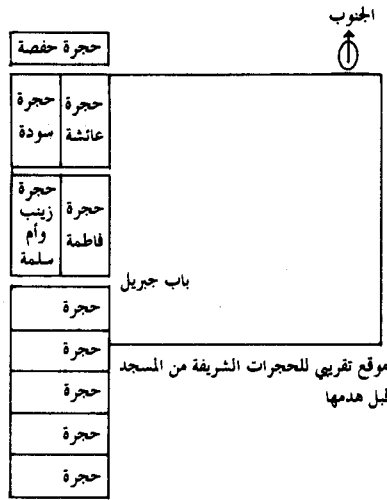 الجنوب
حجرة حفصة
حجرة
عائشة
حجرة
سودة
حجرة
فاطمة
حجرة
زينب
وأم
سلمة
باب جبريل
حجرة
حجرة
حجرة
حجرة
حجرة
موقع تقريبي للحجرات الشريفة من المسجد
قبل هدمها